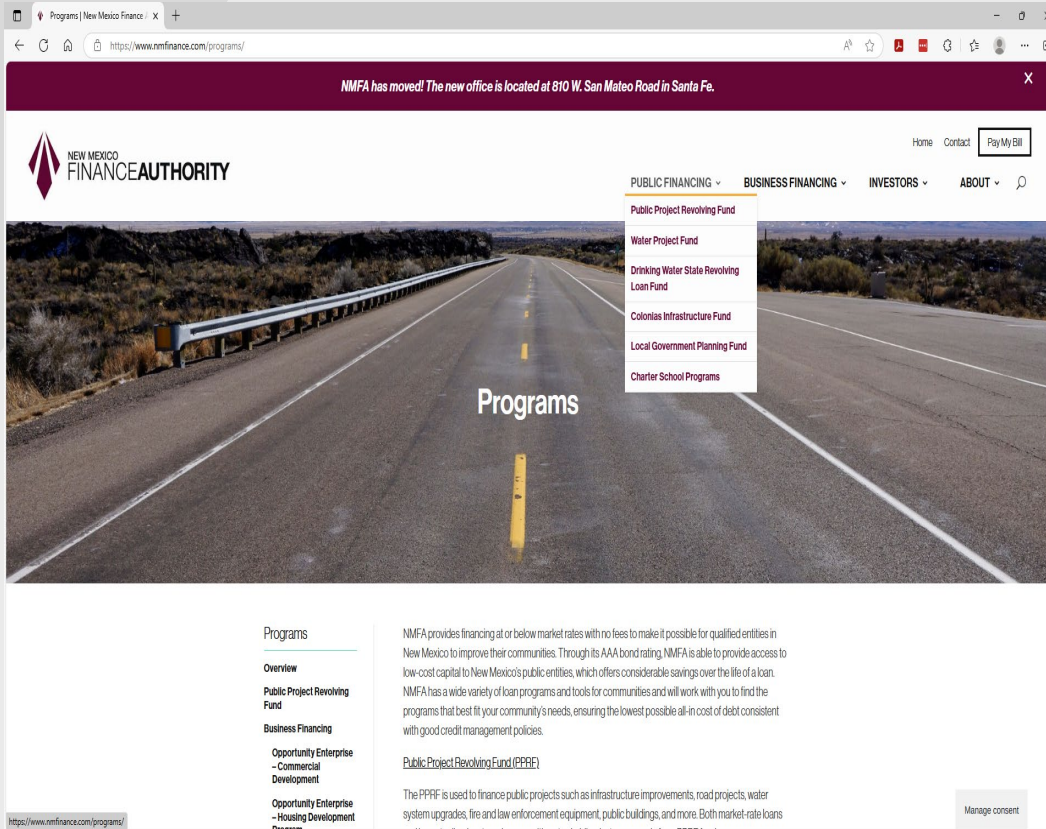 Programs | New Mexico Finance A
https://www.nmfinance.com/programs/
NMFA has moved! The new office is located at 810 W. San Mateo Road in Santa Fe.
X
Home Contact Pay My Bill
NEW MEXICO
FINANCEAUTHORITY
PUBLIC FINANCING BUSINESS FINANCING INVESTORS ABOUT
Public Project Revolving Fund
Water Project Fund
Drinking Water State Revolving
Loan Fund
Colonias Infrastructure Fund
Local Government Planning Fund
Charter School Programs
Programs
Programs
Overview
Public Project Revolving
Fund
Business Financing
Opportunity Enterprise
– Commercial
Development
Opportunity Enterprise
– Housing Development
Program
NMFA provides financing at or below market rates with no fees to make it possible for qualified entities in
New Mexico to improve their communities. Through its AAA bond rating, NMFA is able to provide access to
low-cost capital to New Mexico's public entities, which offers considerable savings over the life of a loan.
NMFA has a wide variety of loan programs and tools for communities and will work with you to find the
programs that best fit your community's needs, ensuring the lowest possible all-in cost of debt consistent
with good credit management policies.
Public Project Revolving Fund (PPRF)
The PPRF is used to finance public projects such as infrastructure improvements, road projects, water
system upgrades, fire and law enforcement equipment, public buildings, and more. Both market-rate loans
Manage consent
https://www.nmfinance.com/programs/